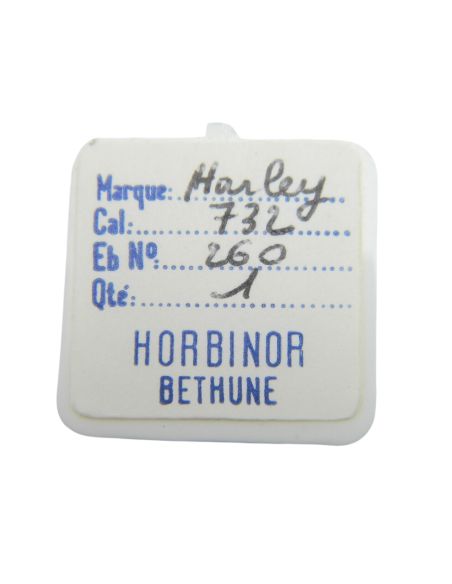 Marque: Harley
Cal: 732
Eb Nº: 260
Qté: 1
HORBINOR
BETHUNE